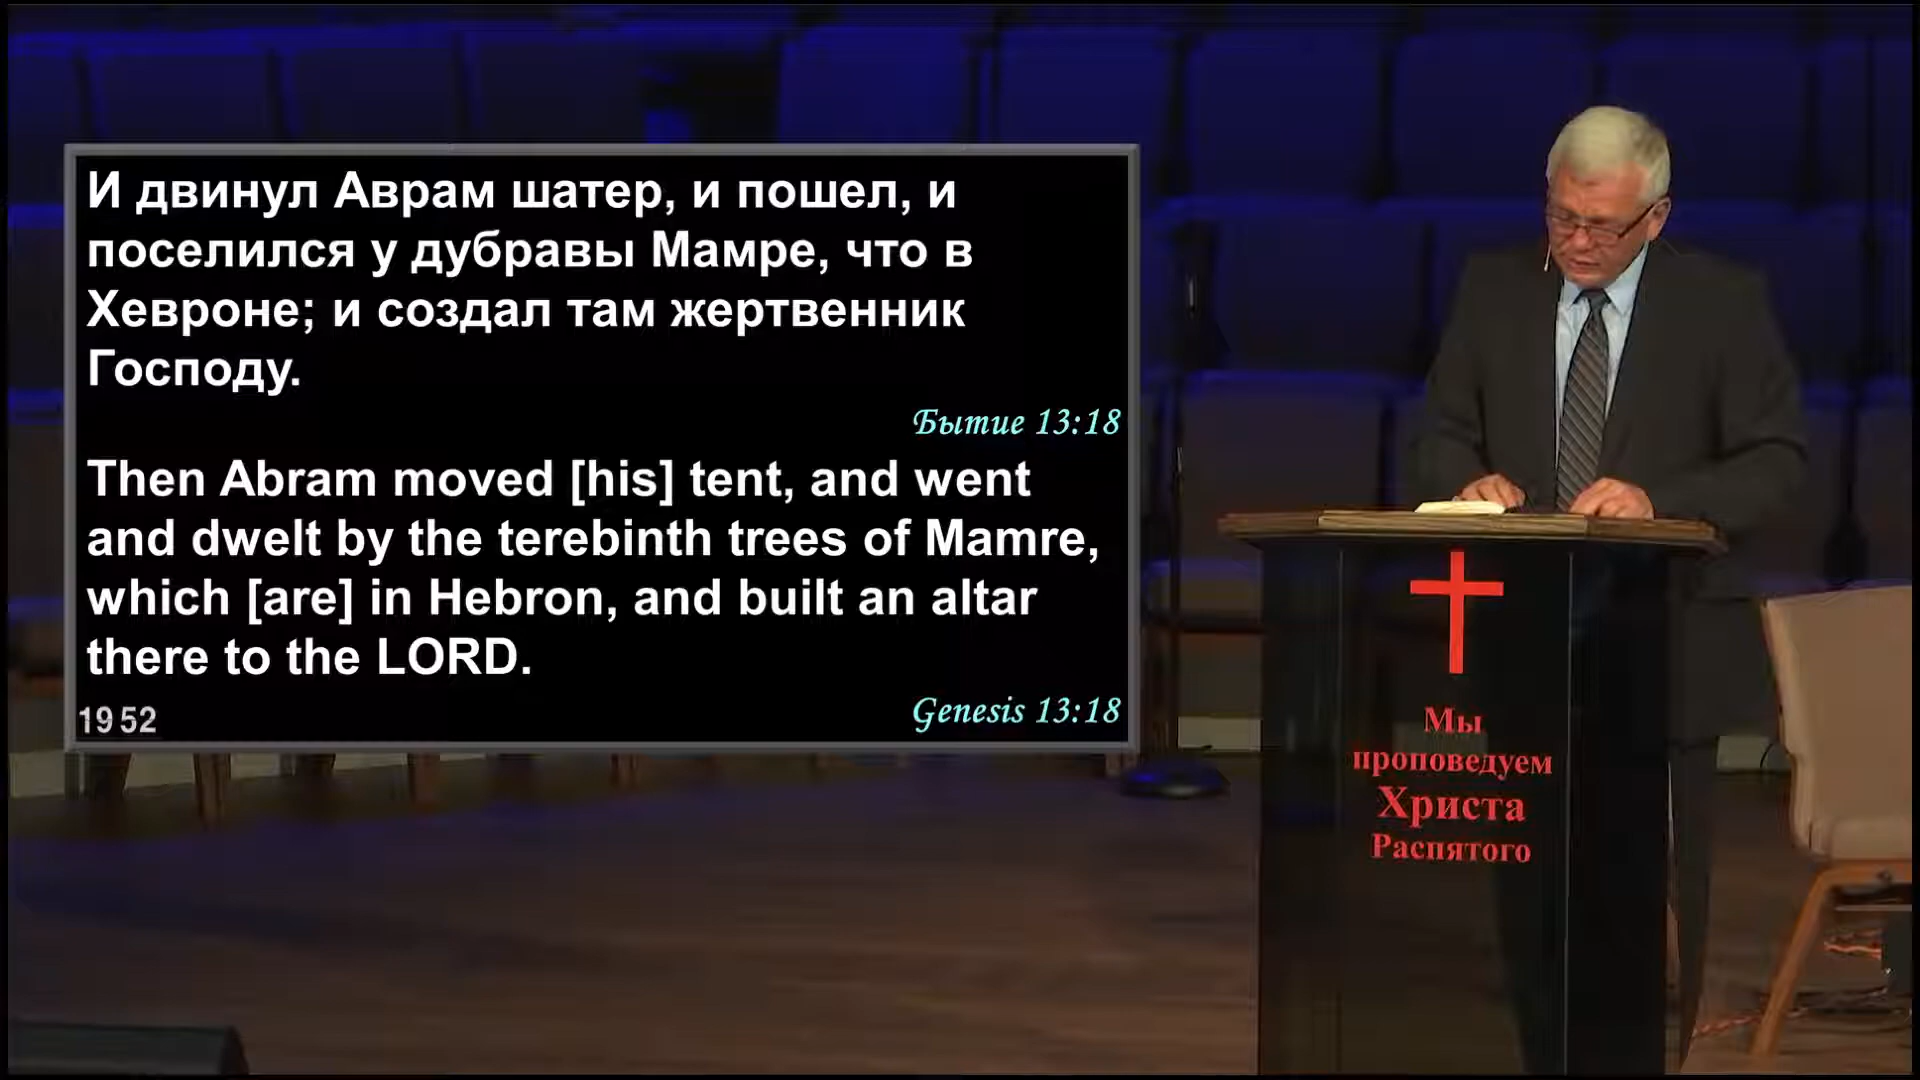 И двинул Аврам шатер, и пошел, и
поселился у дубравы Мамре, что в
Хевроне; и создал там жертвенник
Господу.
Бытие 13:18
Then Abram moved [his] tent, and went
and dwelt by the terebinth trees of Mamre,
which [are] in Hebron, and built an altar
there to the LORD.
Genesis 13:18
1952
Мы
проповедуем
Христа
Распятого